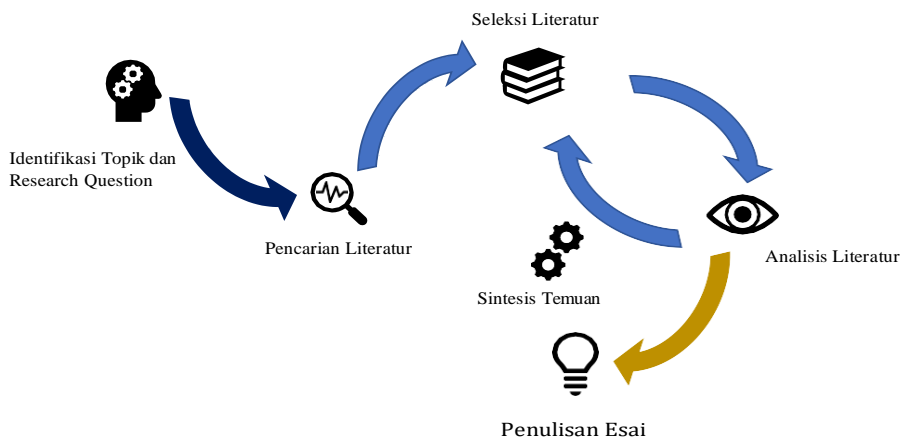 Seleksi Literatur
Identifikasi Topik dan
Research Question
Pencarian Literatur
Analisis Literatur
Sintesis Temuan
Penulisan Esai